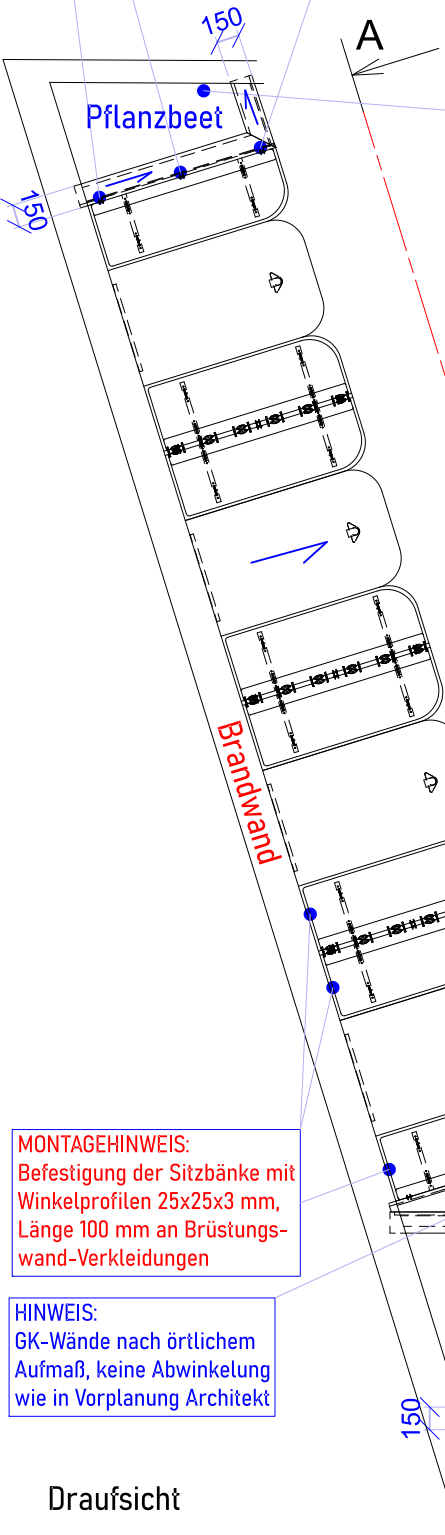 150
A
Pflanzbeet
150
Brandwand
MONTAGEHINWEIS:
Befestigung der Sitzbänke mit
Winkelprofilen 25x25x3 mm,
Länge 100 mm an Brüstungs-
wand-Verkleidungen
HINWEIS:
GK-Wände nach örtlichem
Aufmaß, keine Abwinkelung
wie in Vorplanung Architekt
150
Draufsicht